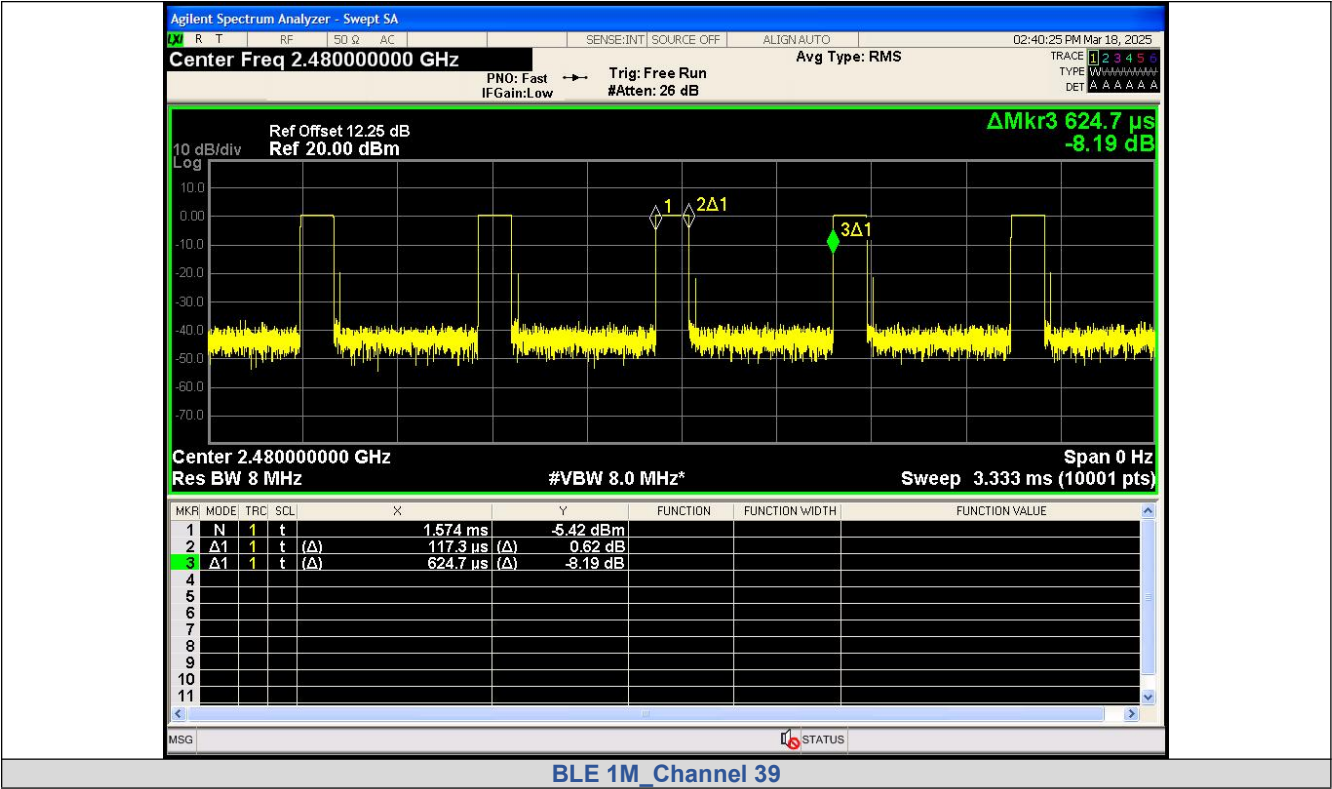 Agilent Spectrum Analyzer - Swept SA
LXI R T RF 50 Ω AC SENSE:INT SOURCE OFF ALIGNAUTO 02:40:25 PM Mar 18, 2025
Center Freq 2.480000000 GHz
PNO: Fast
IFGain:Low
Trig: Free Run
#Atten: 26 dB
Avg Type: RMS
TRACE 1 2 3 4 5 6
TYPE WWWWWW
DET A A A A A A
ΔMkr3 624.7 µs
-8.19 dB
Ref Offset 12.25 dB
10 dB/div Ref 20.00 dBm
Log
10.0
0.00
-10.0
-20.0
-30.0
-40.0
-50.0
-60.0
-70.0
1
2Δ1
3Δ1
Center 2.480000000 GHz Span 0 Hz
Res BW 8 MHz #VBW 8.0 MHz* Sweep 3.333 ms (10001 pts)
MKR MODE TRC SCL X Y FUNCTION FUNCTION WIDTH FUNCTION VALUE
1 N 1 t 1.574 ms -5.42 dBm
2 Δ1 1 t (Δ) 117.3 µs (Δ) 0.62 dB
3 Δ1 1 t (Δ) 624.7 µs (Δ) -8.19 dB
4
5
6
7
8
9
10
11
MSG STATUS
BLE 1M_Channel 39